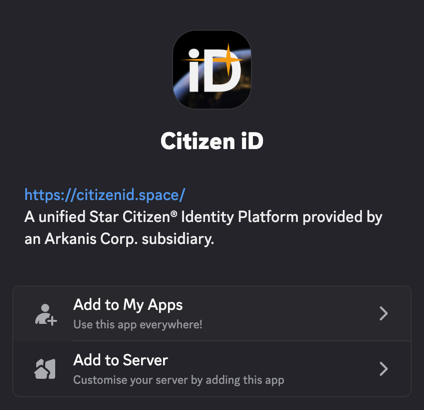 iD
Citizen iD
https://citizenid.space/
A unified Star Citizen® Identity Platform provided by
an Arkanis Corp. subsidiary.
Add to My Apps
Use this app everywhere!
Add to Server
Customise your server by adding this app